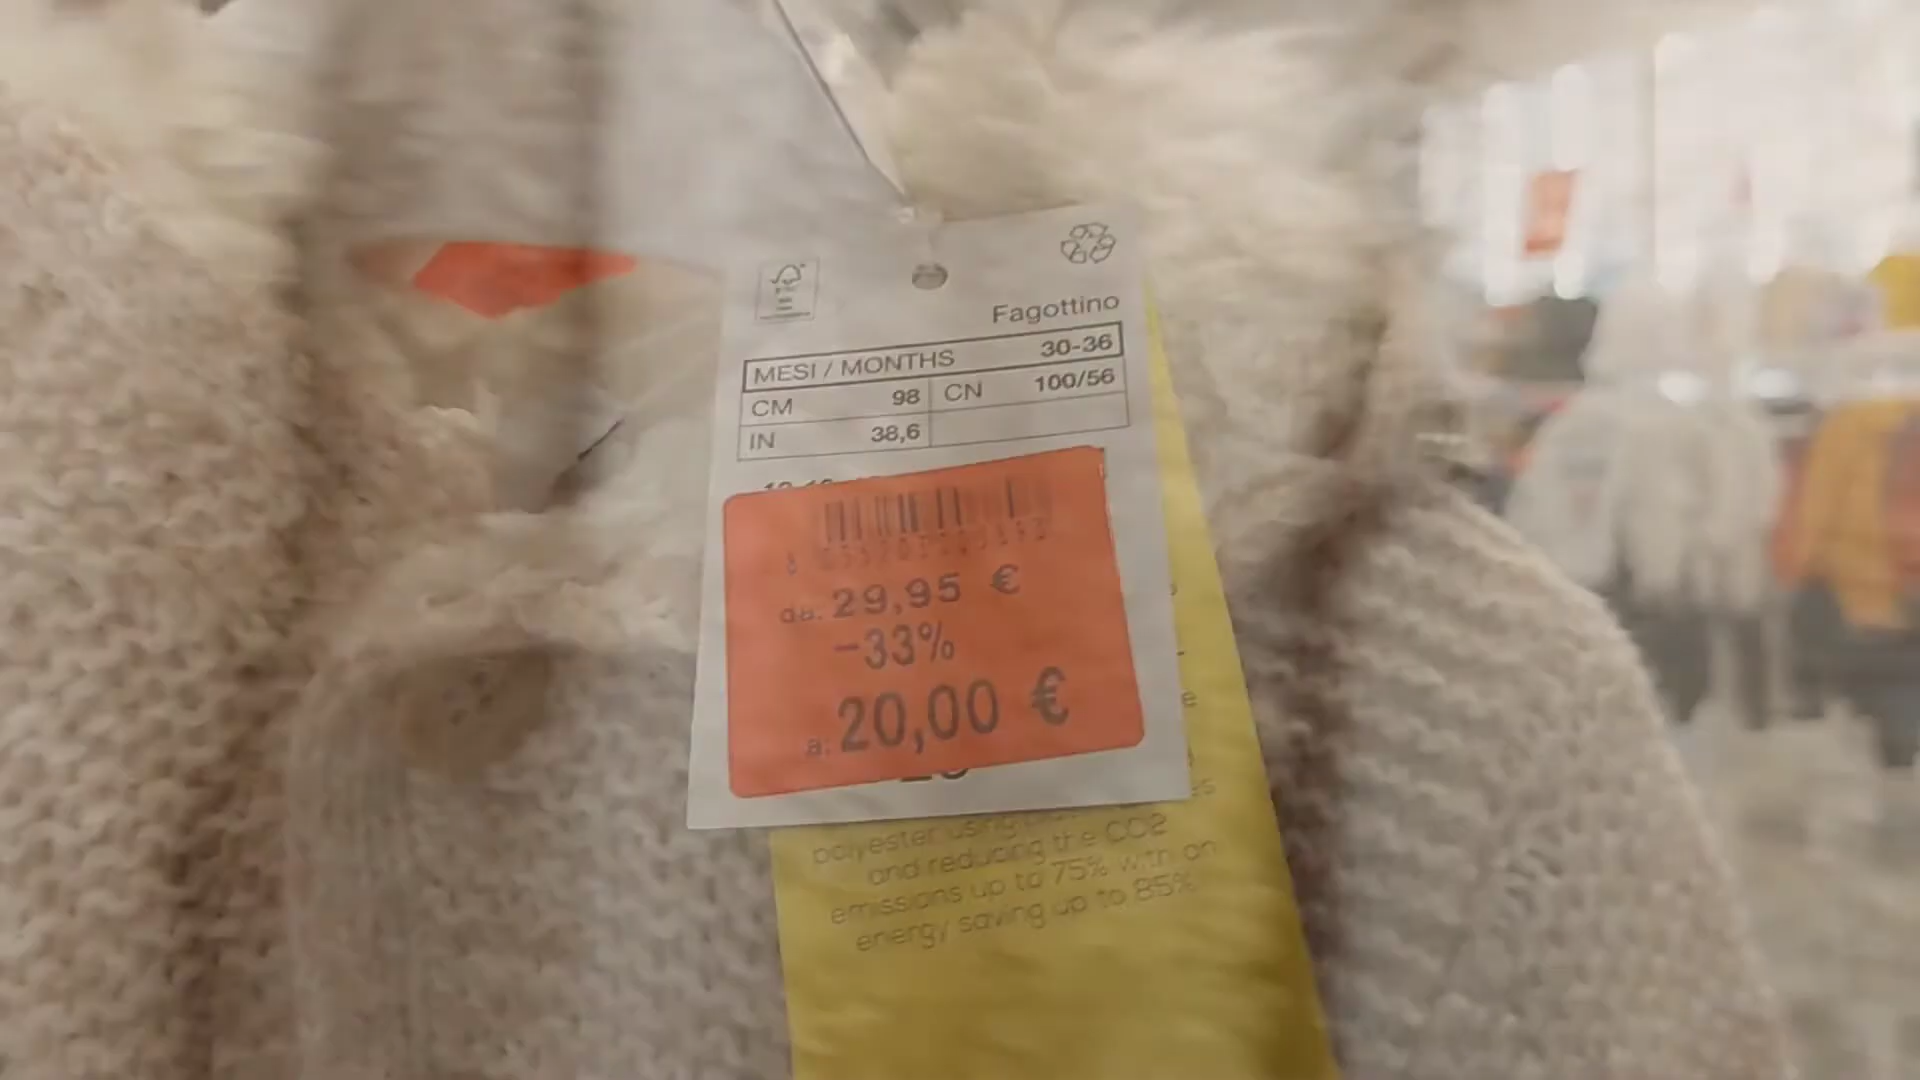 Fagottino
MESI / MONTHS 30-36
CM 98 CN 100/56
IN 38,6
da: 29,95 €
-33%
a: 20,00 €
polyester using
and reducing the CO2
emissions up to 75% with an
energy saving up to 85%